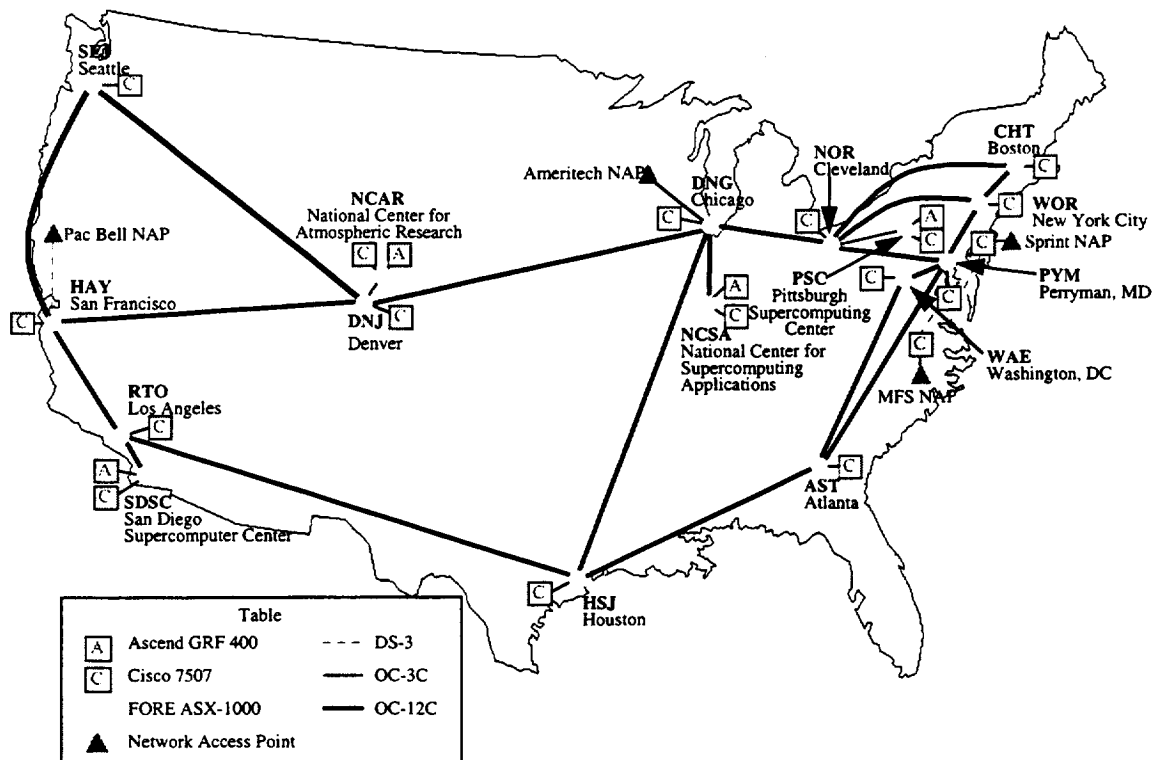 SEJ
Seattle
C
CHT
Boston
C
NOR
Cleveland
Ameritech NAP
DNG
Chicago
C
C
NCAR
National Center for
Atmospheric Research
C
A
WOR
New York City
C
A
C
C
Sprint NAP
Pac Bell NAP
HAY
San Francisco
C
PSC
Pittsburgh
Supercomputing
Center
C
PYM
Perryman, MD
A
C
C
DNJ
Denver
C
NCSA
National Center for
Supercomputing
Applications
C
MFS NAP
WAE
Washington, DC
RTO
Los Angeles
C
A
C
SDSC
San Diego
Supercomputer Center
AST
Atlanta
C
C
HSJ
Houston
Table
A Ascend GRF 400
DS-3
C Cisco 7507
OC-3C
FORE ASX-1000
OC-12C
Network Access Point